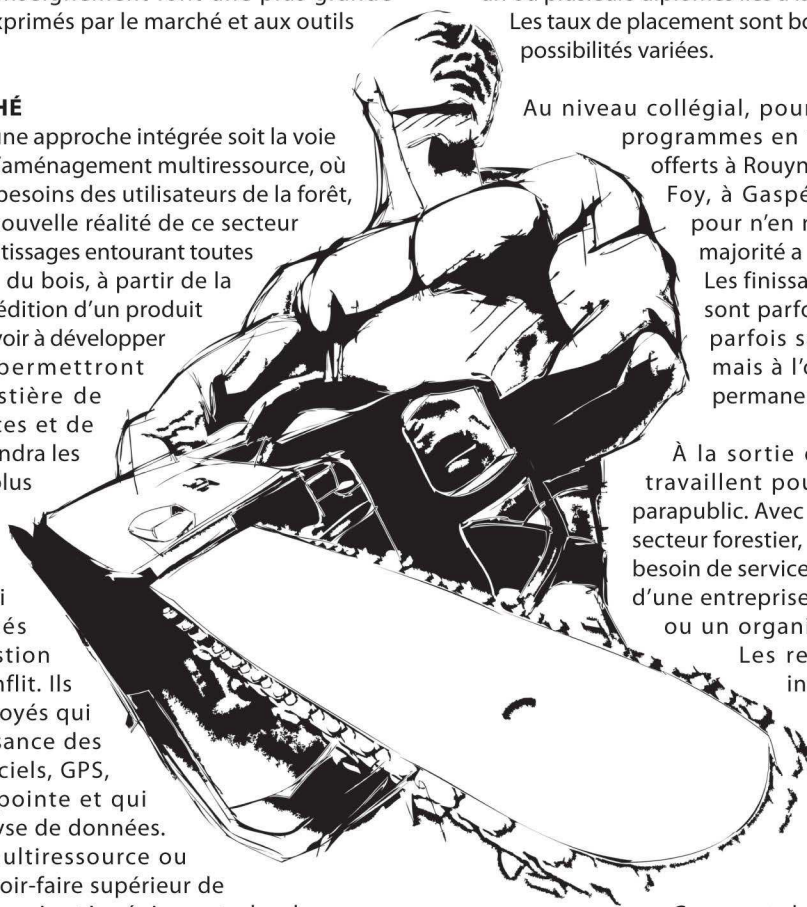 exprimés par le marché et aux outils
une approche intégrée soit la voie
l'aménagement multiressource, où
besoins des utilisateurs de la forêt,
nouvelle réalité de ce secteur
tissages entourant toutes
du bois, à partir de la
édition d'un produit
voir à développer
permettront
stière de
et de
ndra les
plus
és
stion
nflit. Ils
oyés qui
sance des
ciels, GPS,
pointe et qui
yse de données.
multiressource ou
oir-faire supérieur de
Les taux de placement sont bo
possibilités variées.
Au niveau collégial, pour
programmes en
offerts à Rouyn
Foy, à Gaspé
pour n'en
majorité a
Les finissa
sont parfo
parfois s
mais à l'o
permane
À la sortie
travaillent pou
parapublic. Avec
secteur forestier,
besoin de service
d'une entreprise
ou un organi
Les re
in